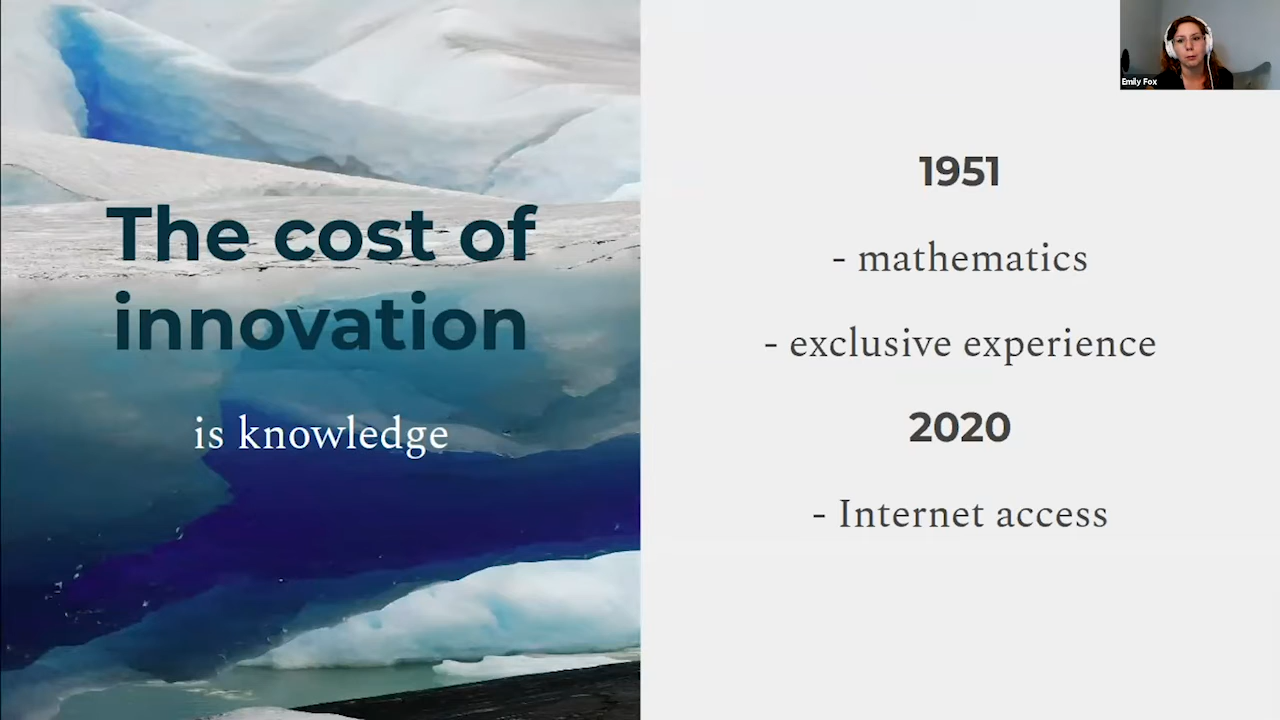 The cost of
innovation
is knowledge
1951
- mathematics
- exclusive experience
2020
- Internet access
Emily Fox